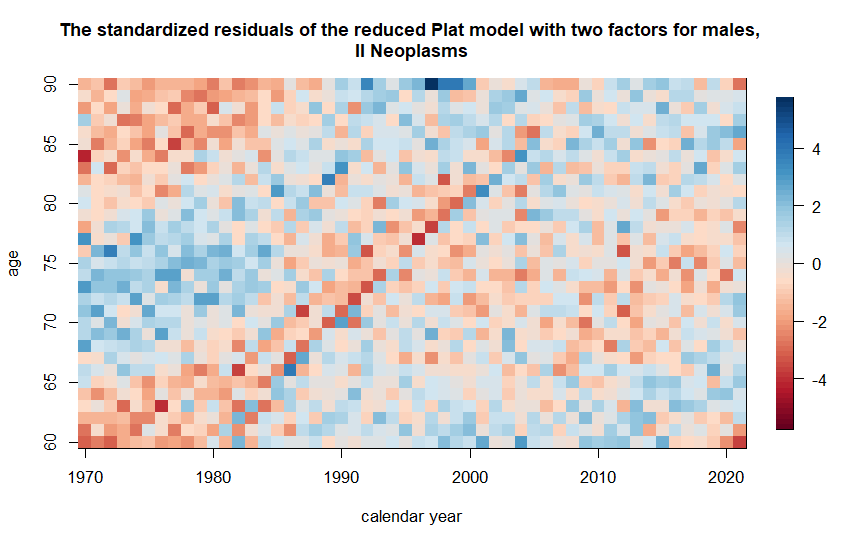 The standardized residuals of the reduced Plat model with two factors for males,
II Neoplasms
90
85
80
75
70
65
60
age
1970 1980 1990 2000 2010 2020
calendar year
4
2
0
-2
-4